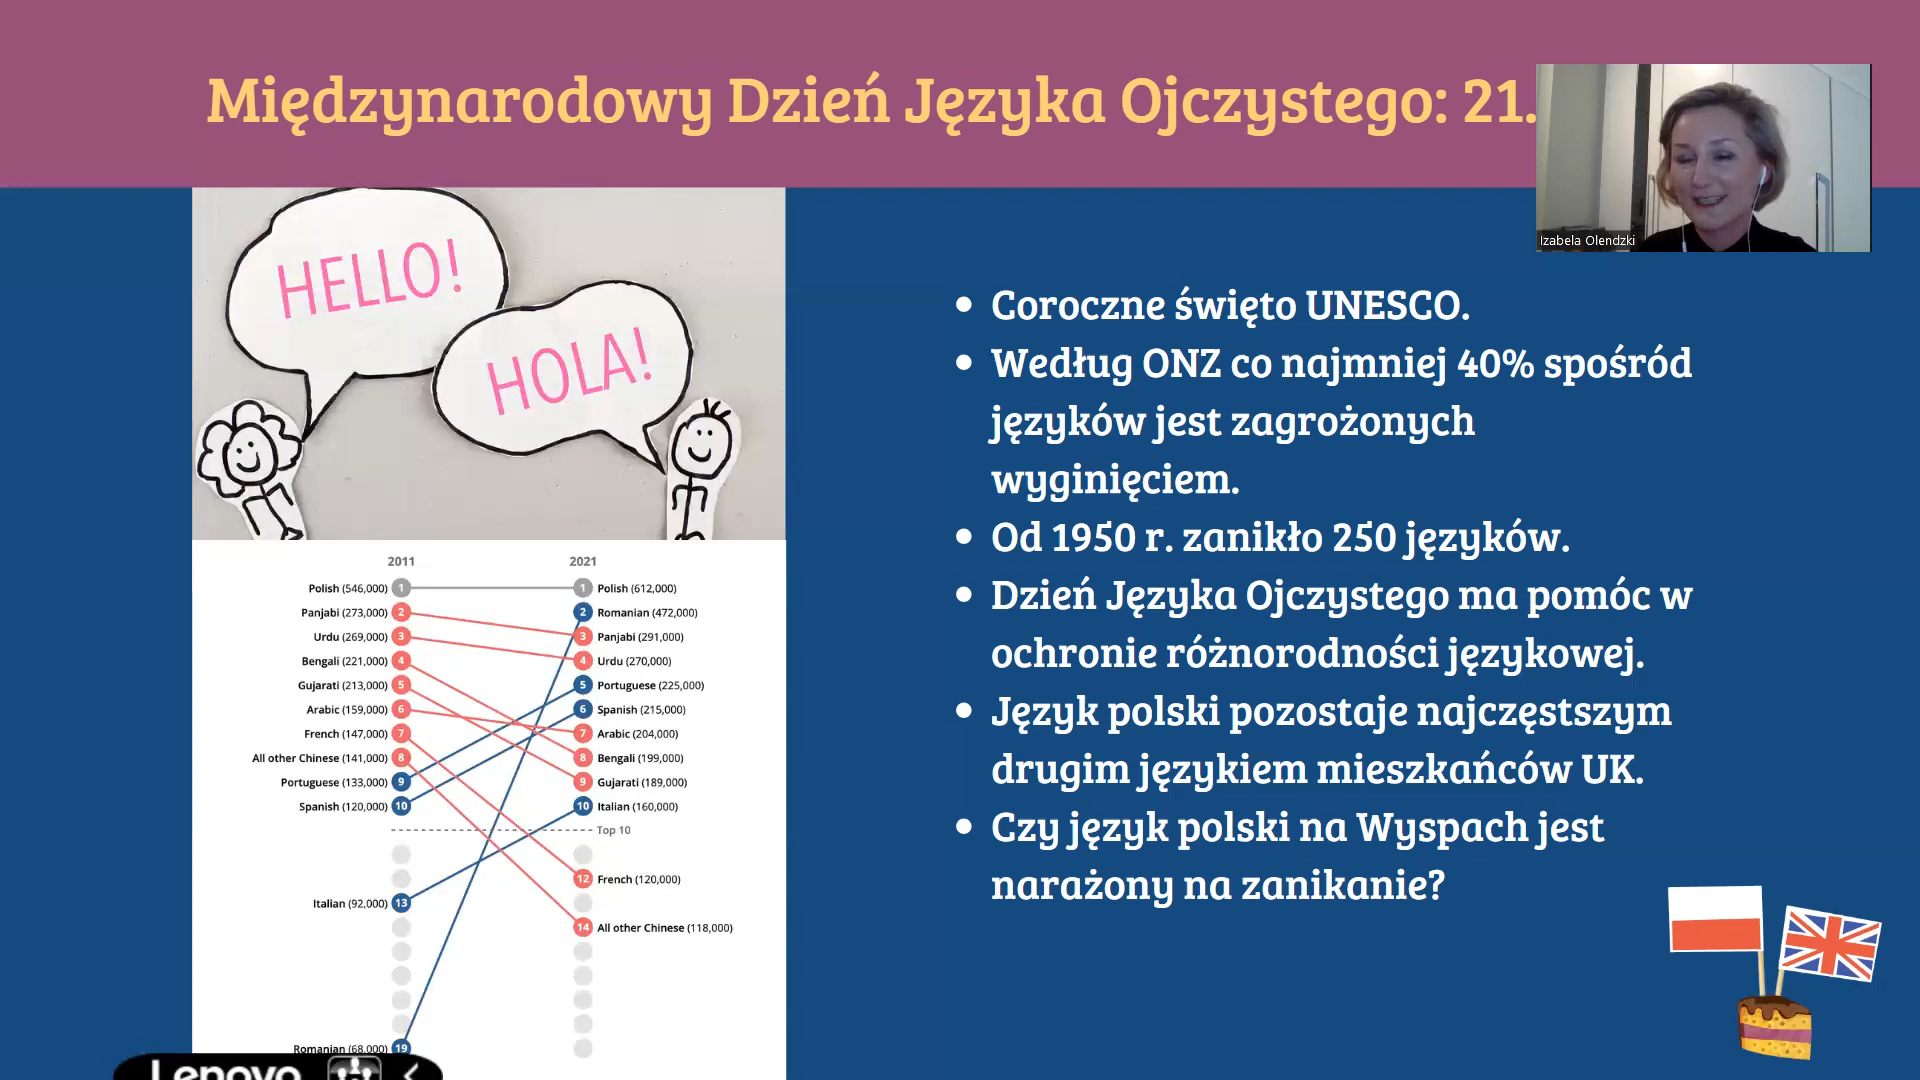 Międzynarodowy Dzień Języka Ojczystego: 21.
Izabela Olendzki
HELLO!
HOLA!
• Coroczne święto UNESCO.
• Według ONZ co najmniej 40% spośród
języków jest zagrożonych
wyginięciem.
• Od 1950 r. zanikło 250 języków.
• Dzień Języka Ojczystego ma pomóc w
ochronie różnorodności językowej.
• Język polski pozostaje najczęstszym
drugim językiem mieszkańców UK.
• Czy język polski na Wyspach jest
narażony na zanikanie?
2011 2021
Polish (546,000) 1 1 Polish (612,000)
Panjabi (273,000) 2 2 Romanian (472,000)
Urdu (269,000) 3 3 Panjabi (291,000)
Bengali (221,000) 4 4 Urdu (270,000)
Gujarati (213,000) 5 5 Portuguese (225,000)
Arabic (159,000) 6 6 Spanish (215,000)
French (147,000) 7 7 Arabic (204,000)
All other Chinese (141,000) 8 8 Bengali (199,000)
Portuguese (133,000) 9 9 Gujarati (189,000)
Spanish (120,000) 10 10 Italian (160,000)
Top 10
12 French (120,000)
Italian (92,000) 13
14 All other Chinese (118,000)
Romanian (68,000) 19
Lenovo